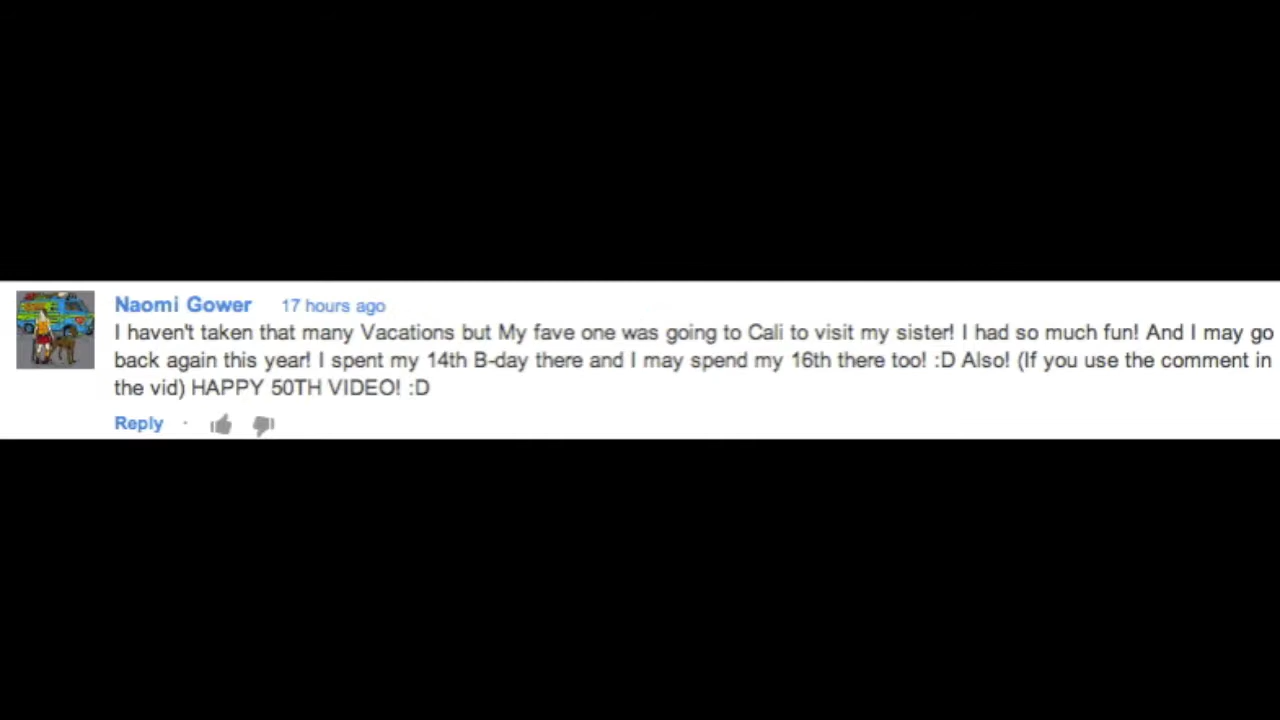 Naomi Gower 17 hours ago
I haven't taken that many Vacations but My fave one was going to Cali to visit my sister! I had so much fun! And I may go
back again this year! I spent my 14th B-day there and I may spend my 16th there too! :D Also! (If you use the comment in
the vid) HAPPY 50TH VIDEO! :D
Reply ·